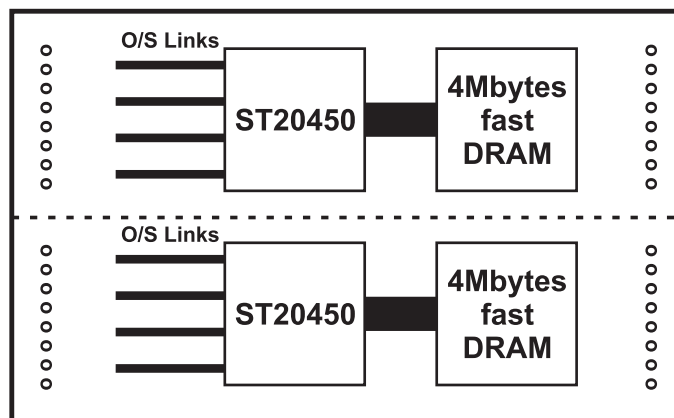 O/S Links
ST20450
4Mbytes
fast
DRAM
O/S Links
ST20450
4Mbytes
fast
DRAM